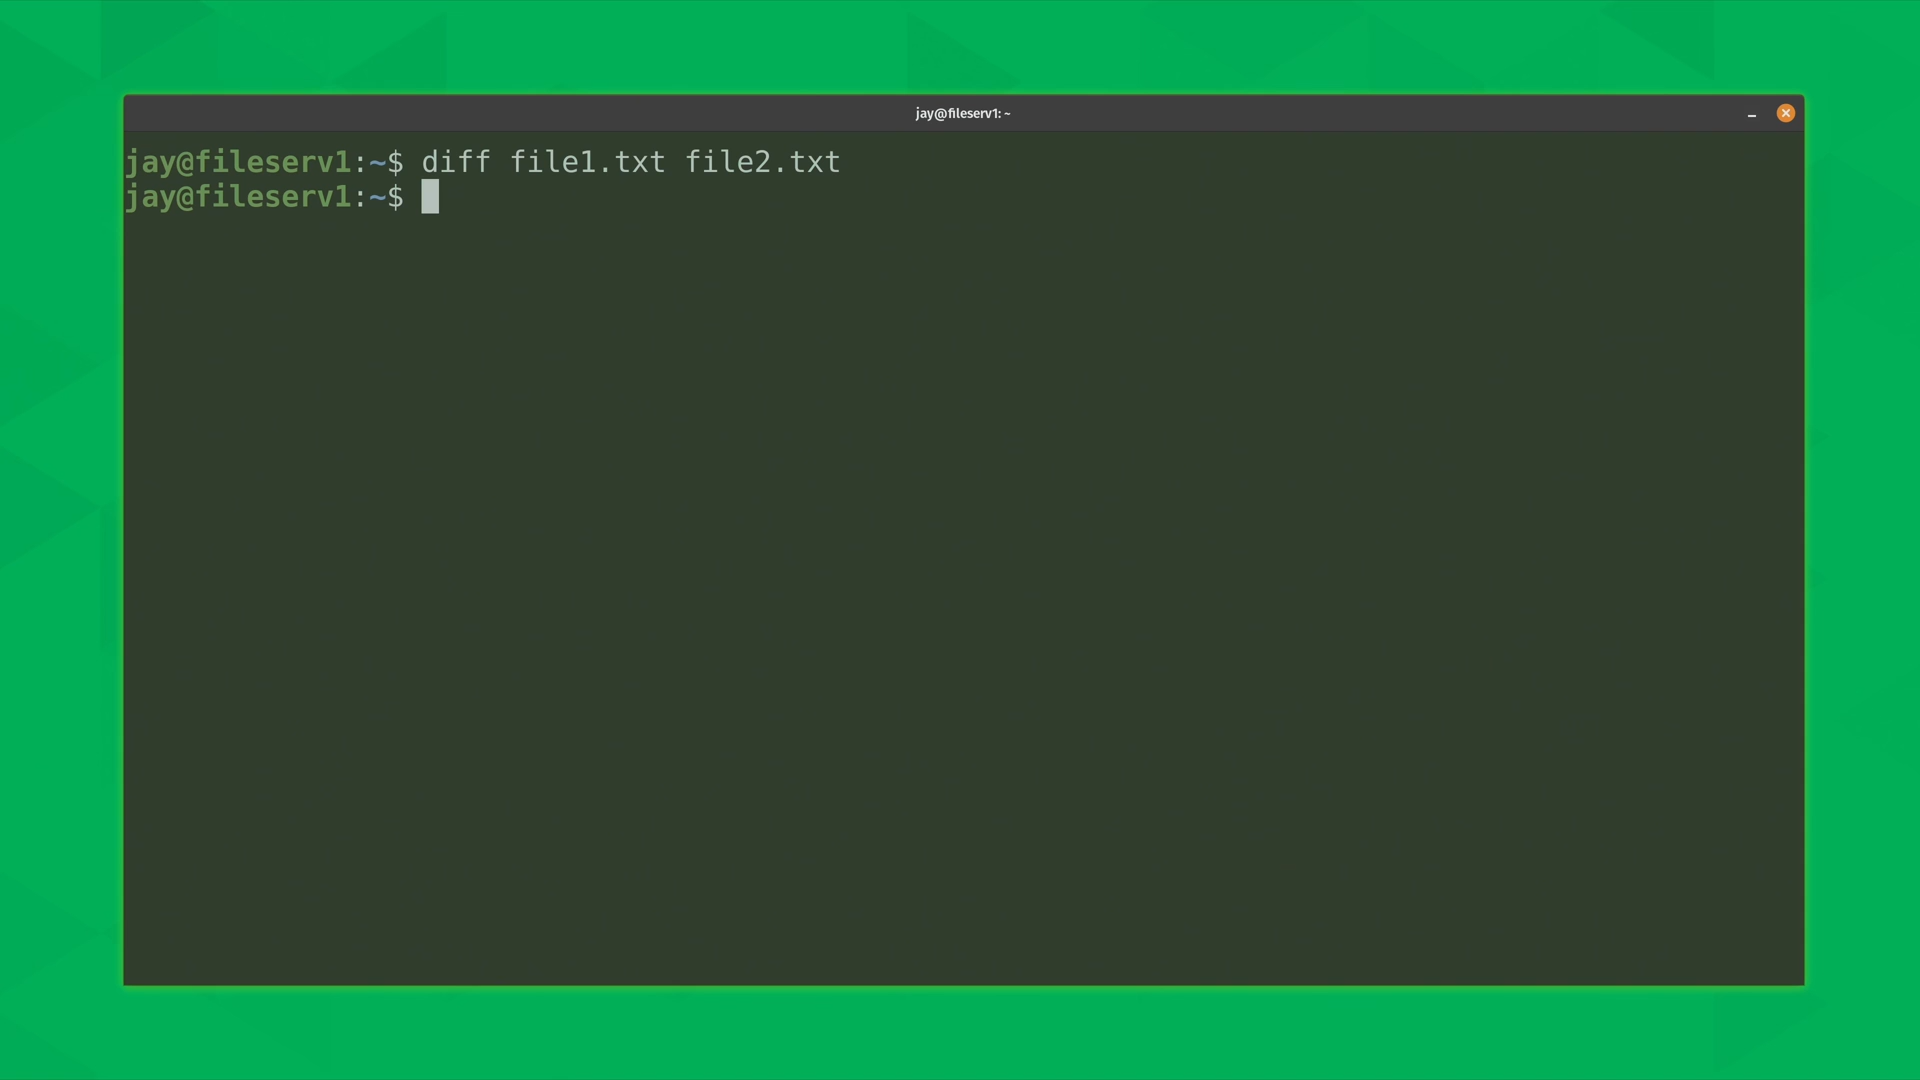 jay@fileserv1: ~
jay@fileserv1:~$ diff file1.txt file2.txt
jay@fileserv1:~$